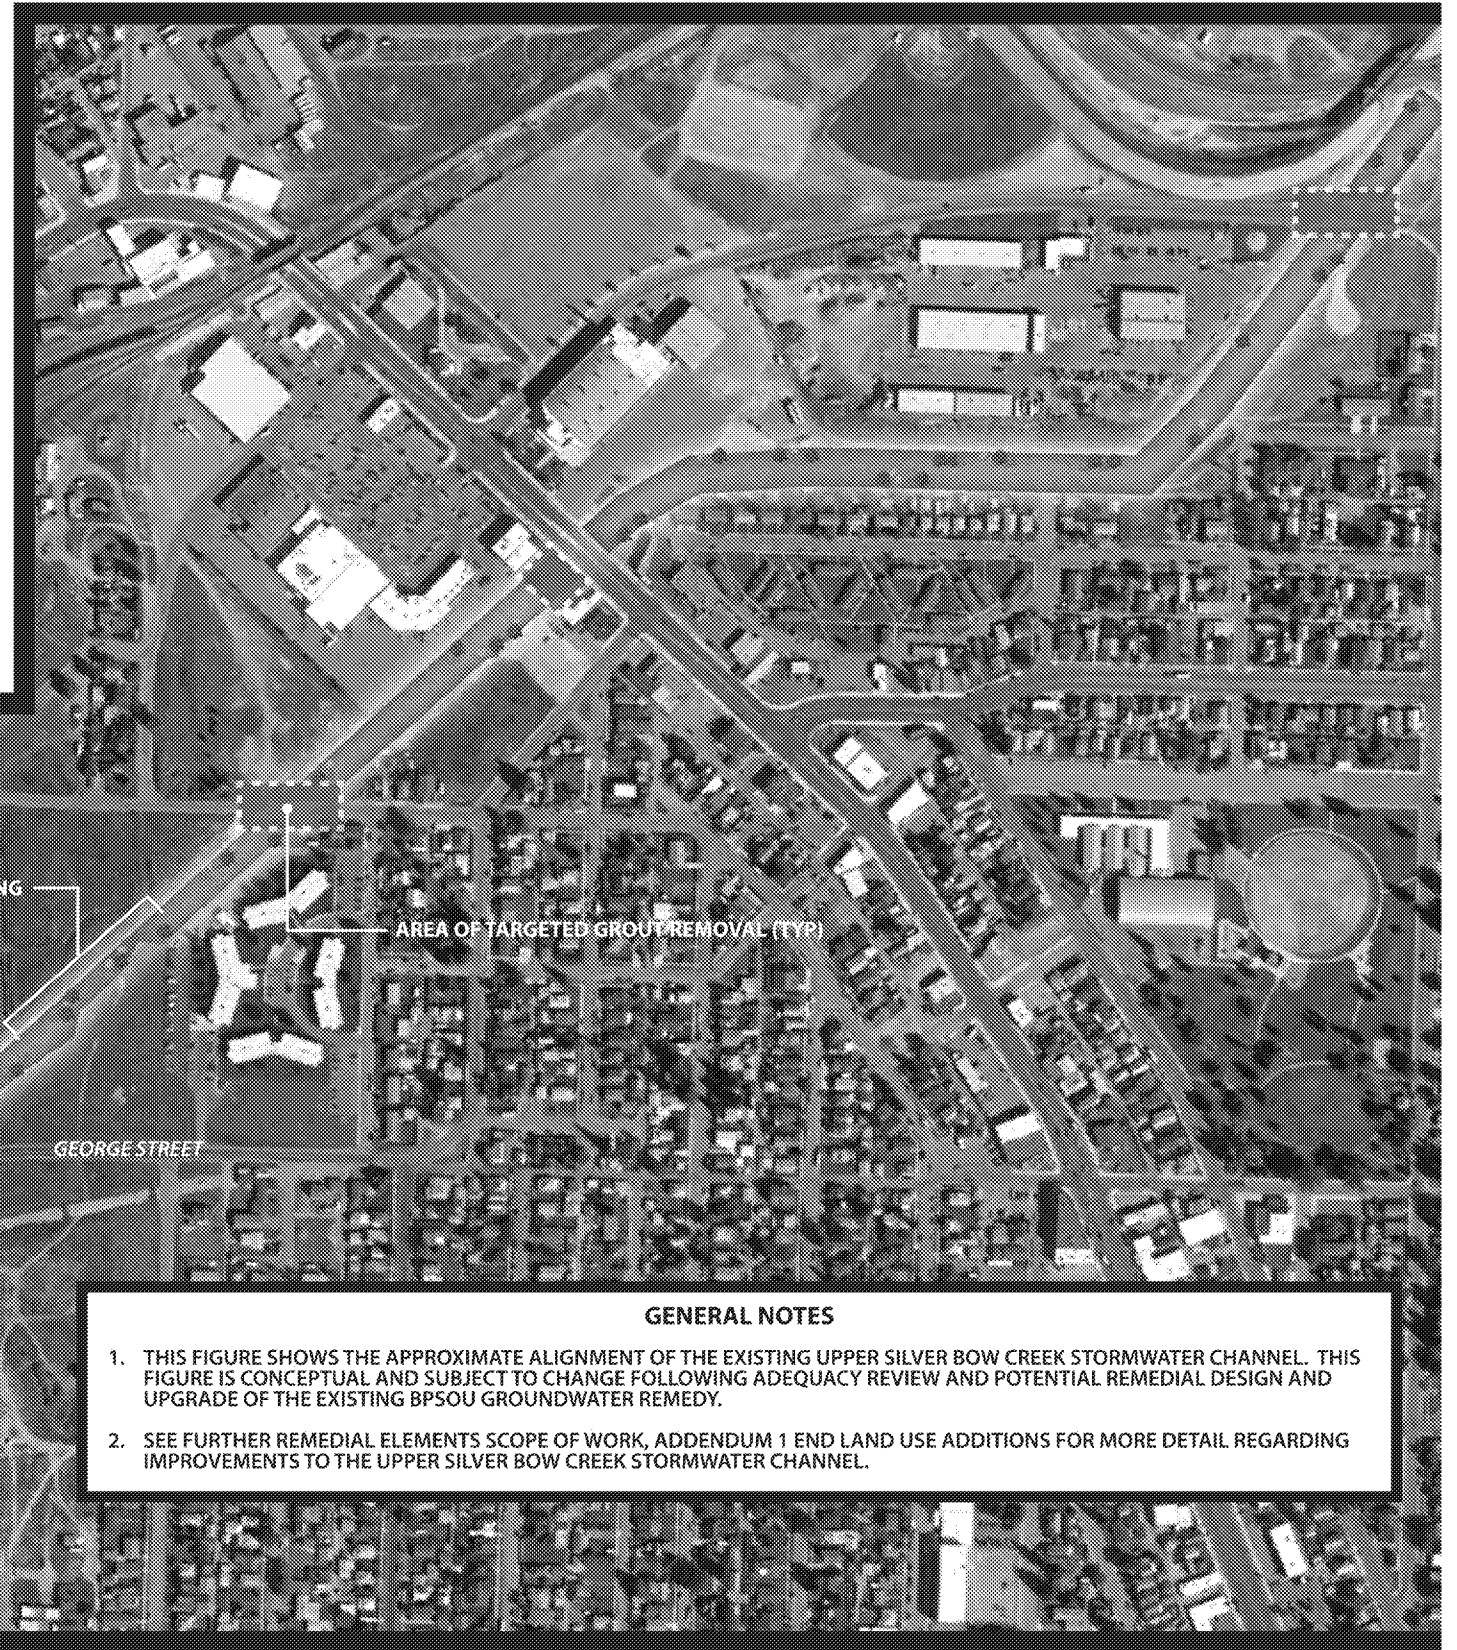 NG
AREA OF TARGETED GROUT REMOVAL (TYP)
GEORGE STREET
GENERAL NOTES
1. THIS FIGURE SHOWS THE APPROXIMATE ALIGNMENT OF THE EXISTING UPPER SILVER BOW CREEK STORMWATER CHANNEL. THIS
FIGURE IS CONCEPTUAL AND SUBJECT TO CHANGE FOLLOWING ADEQUACY REVIEW AND POTENTIAL REMEDIAL DESIGN AND
UPGRADE OF THE EXISTING BPSOU GROUNDWATER REMEDY.
2. SEE FURTHER REMEDIAL ELEMENTS SCOPE OF WORK, ADDENDUM 1 END LAND USE ADDITIONS FOR MORE DETAIL REGARDING
IMPROVEMENTS TO THE UPPER SILVER BOW CREEK STORMWATER CHANNEL.